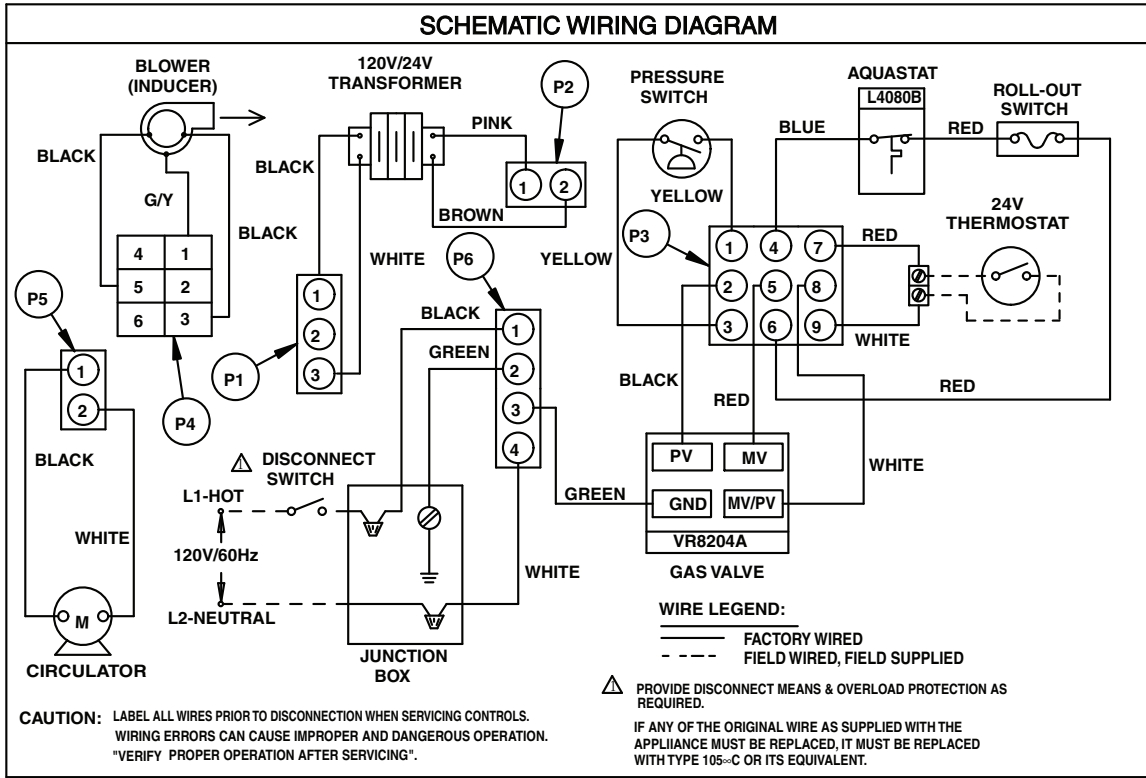 SCHEMATIC WIRING DIAGRAM
BLOWER
(INDUCER)
120V/24V
TRANSFORMER
P2
PRESSURE
SWITCH
AQUASTAT
L4080B
ROLL-OUT
SWITCH
BLACK
G/Y
BLACK
BLACK
PINK
1 2
BROWN
WHITE
BLUE
RED
YELLOW
YELLOW
24V
THERMOSTAT
P3
1 4 7
2 5 8
3 6 9
RED
WHITE
4 1
5 2
6 3
P5
1
2
P4
P1
1
2
3
P6
1
2
3
4
BLACK
GREEN
BLACK
RED
RED
WHITE
BLACK
WHITE
M
CIRCULATOR
⚠ DISCONNECT
SWITCH
L1-HOT
120V/60Hz
L2-NEUTRAL
JUNCTION
BOX
WHITE
GREEN
PV MV
GND MV/PV
VR8204A
GAS VALVE
WIRE LEGEND:
FACTORY WIRED
FIELD WIRED, FIELD SUPPLIED
1 PROVIDE DISCONNECT MEANS & OVERLOAD PROTECTION AS
REQUIRED.
IF ANY OF THE ORIGINAL WIRE AS SUPPLIED WITH THE
APPLIIANCE MUST BE REPLACED, IT MUST BE REPLACED
WITH TYPE 105∞C OR ITS EQUIVALENT.
CAUTION: LABEL ALL WIRES PRIOR TO DISCONNECTION WHEN SERVICING CONTROLS.
WIRING ERRORS CAN CAUSE IMPROPER AND DANGEROUS OPERATION.
"VERIFY PROPER OPERATION AFTER SERVICING".